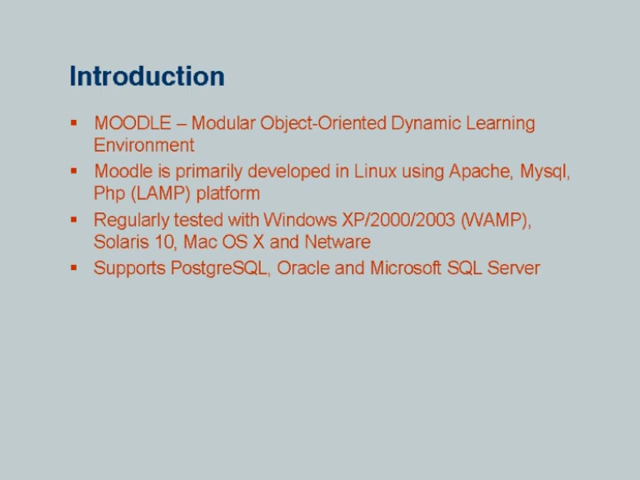 Introduction
▪ MOODLE – Modular Object-Oriented Dynamic Learning
Environment
▪ Moodle is primarily developed in Linux using Apache, Mysql,
Php (LAMP) platform
▪ Regularly tested with Windows XP/2000/2003 (WAMP),
Solaris 10, Mac OS X and Netware
▪ Supports PostgreSQL, Oracle and Microsoft SQL Server